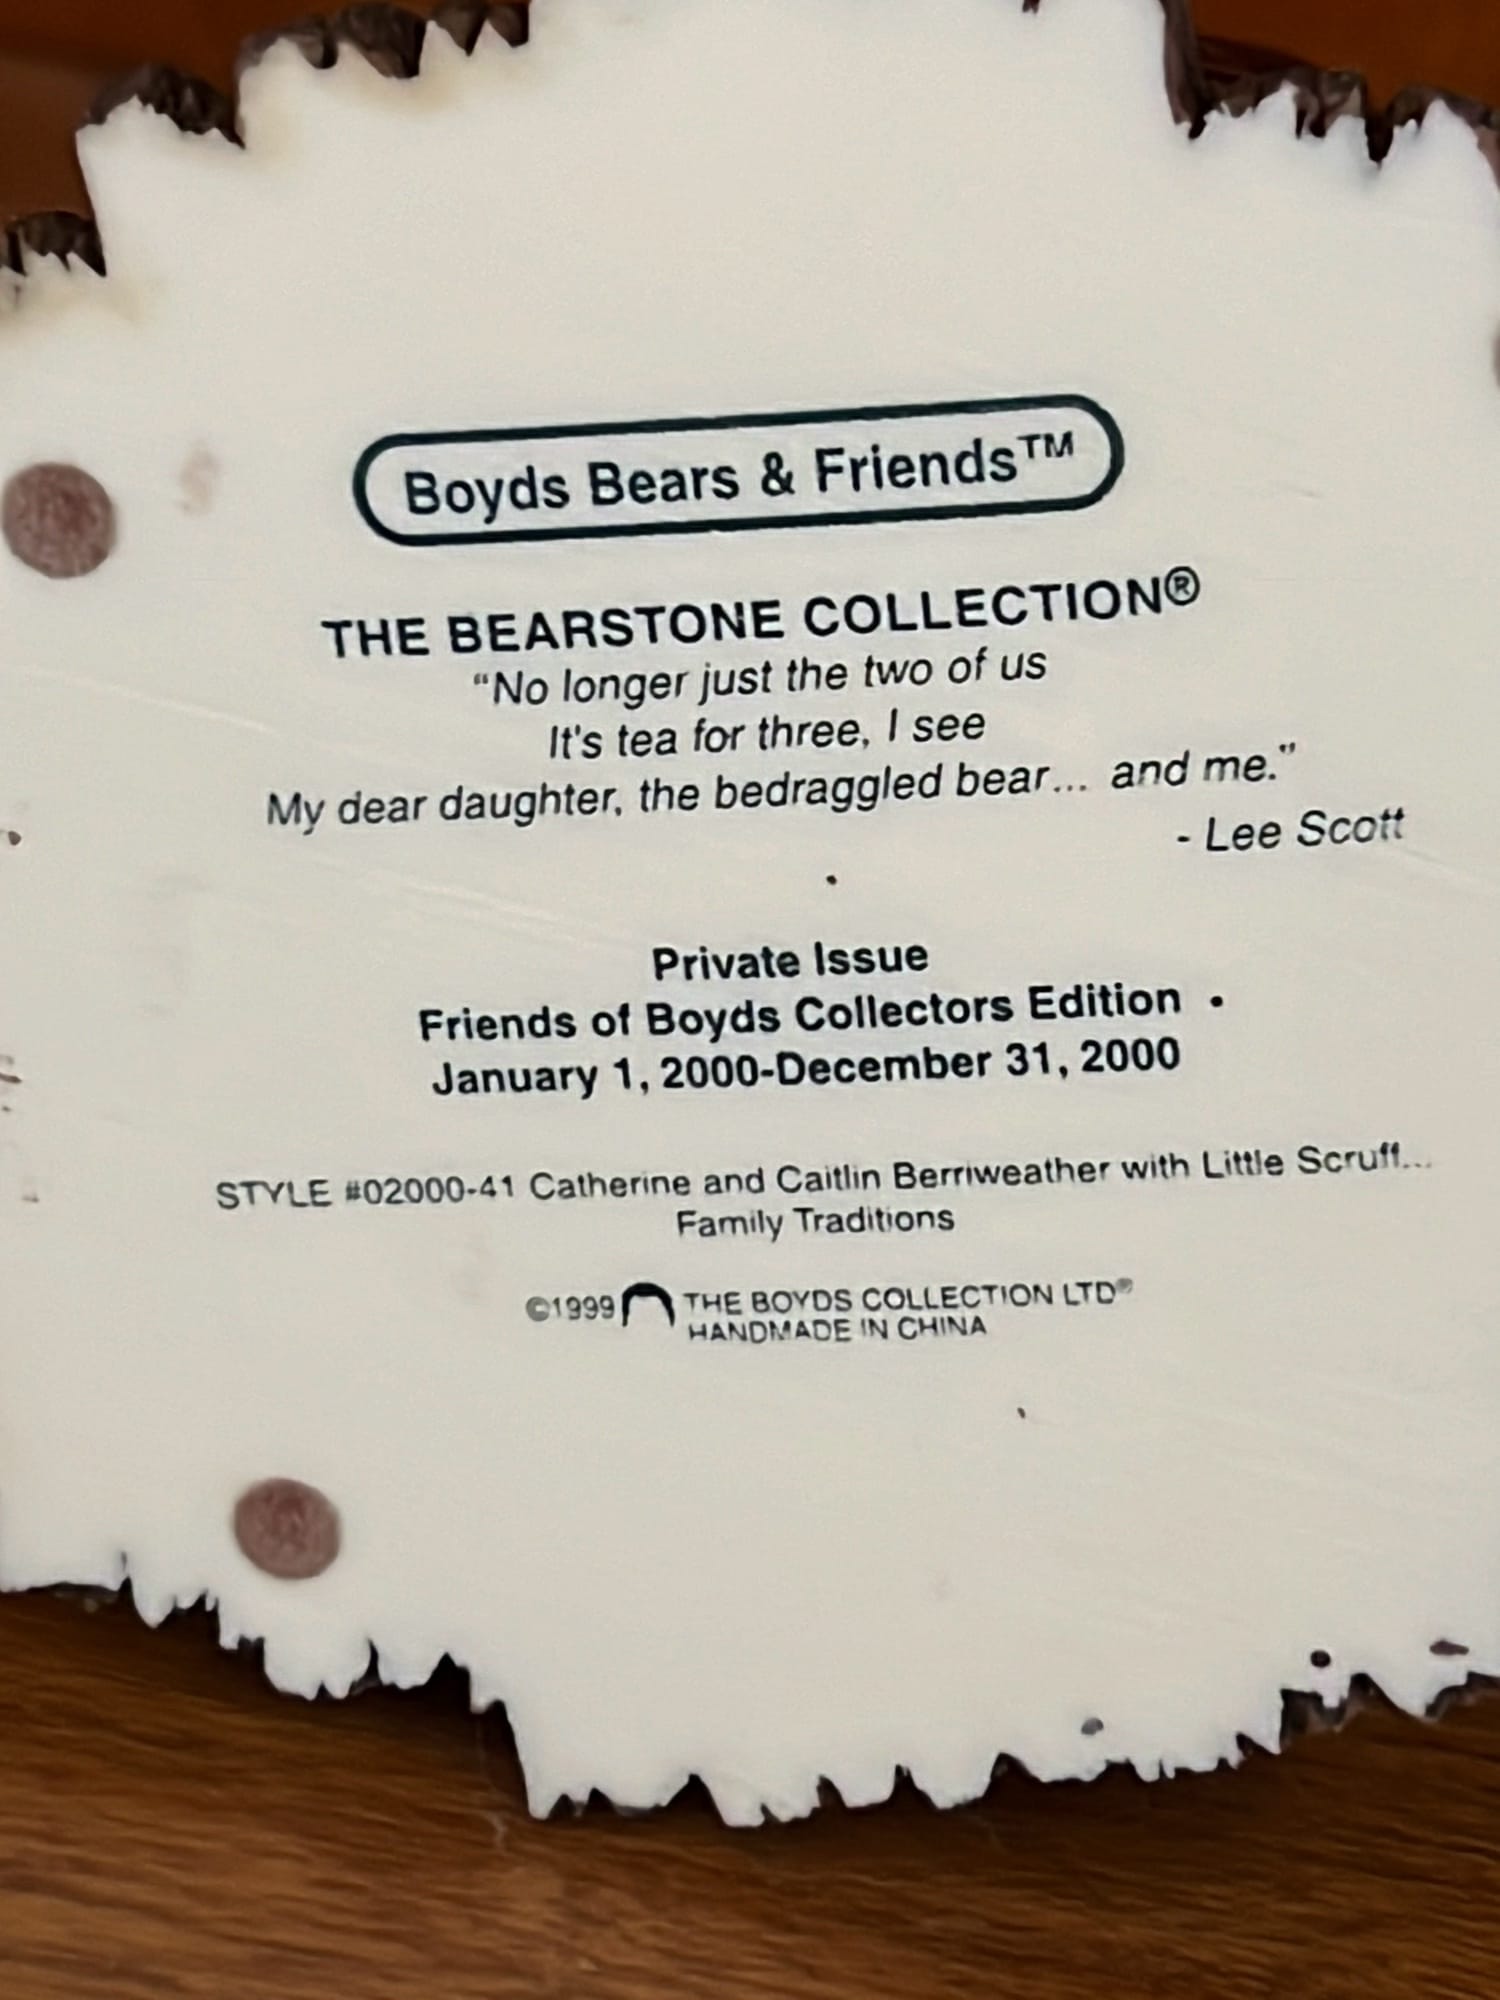 Boyds Bears & Friends™
THE BEARSTONE COLLECTION®
“No longer just the two of us
It's tea for three, I see
My dear daughter, the bedraggled bear... and me.”
- Lee Scott
Private Issue
Friends of Boyds Collectors Edition
January 1, 2000-December 31, 2000
STYLE #02000-41 Catherine and Caitlin Berriweather with Little Scruff...
Family Traditions
©1999 THE BOYDS COLLECTION LTD®
HANDMADE IN CHINA